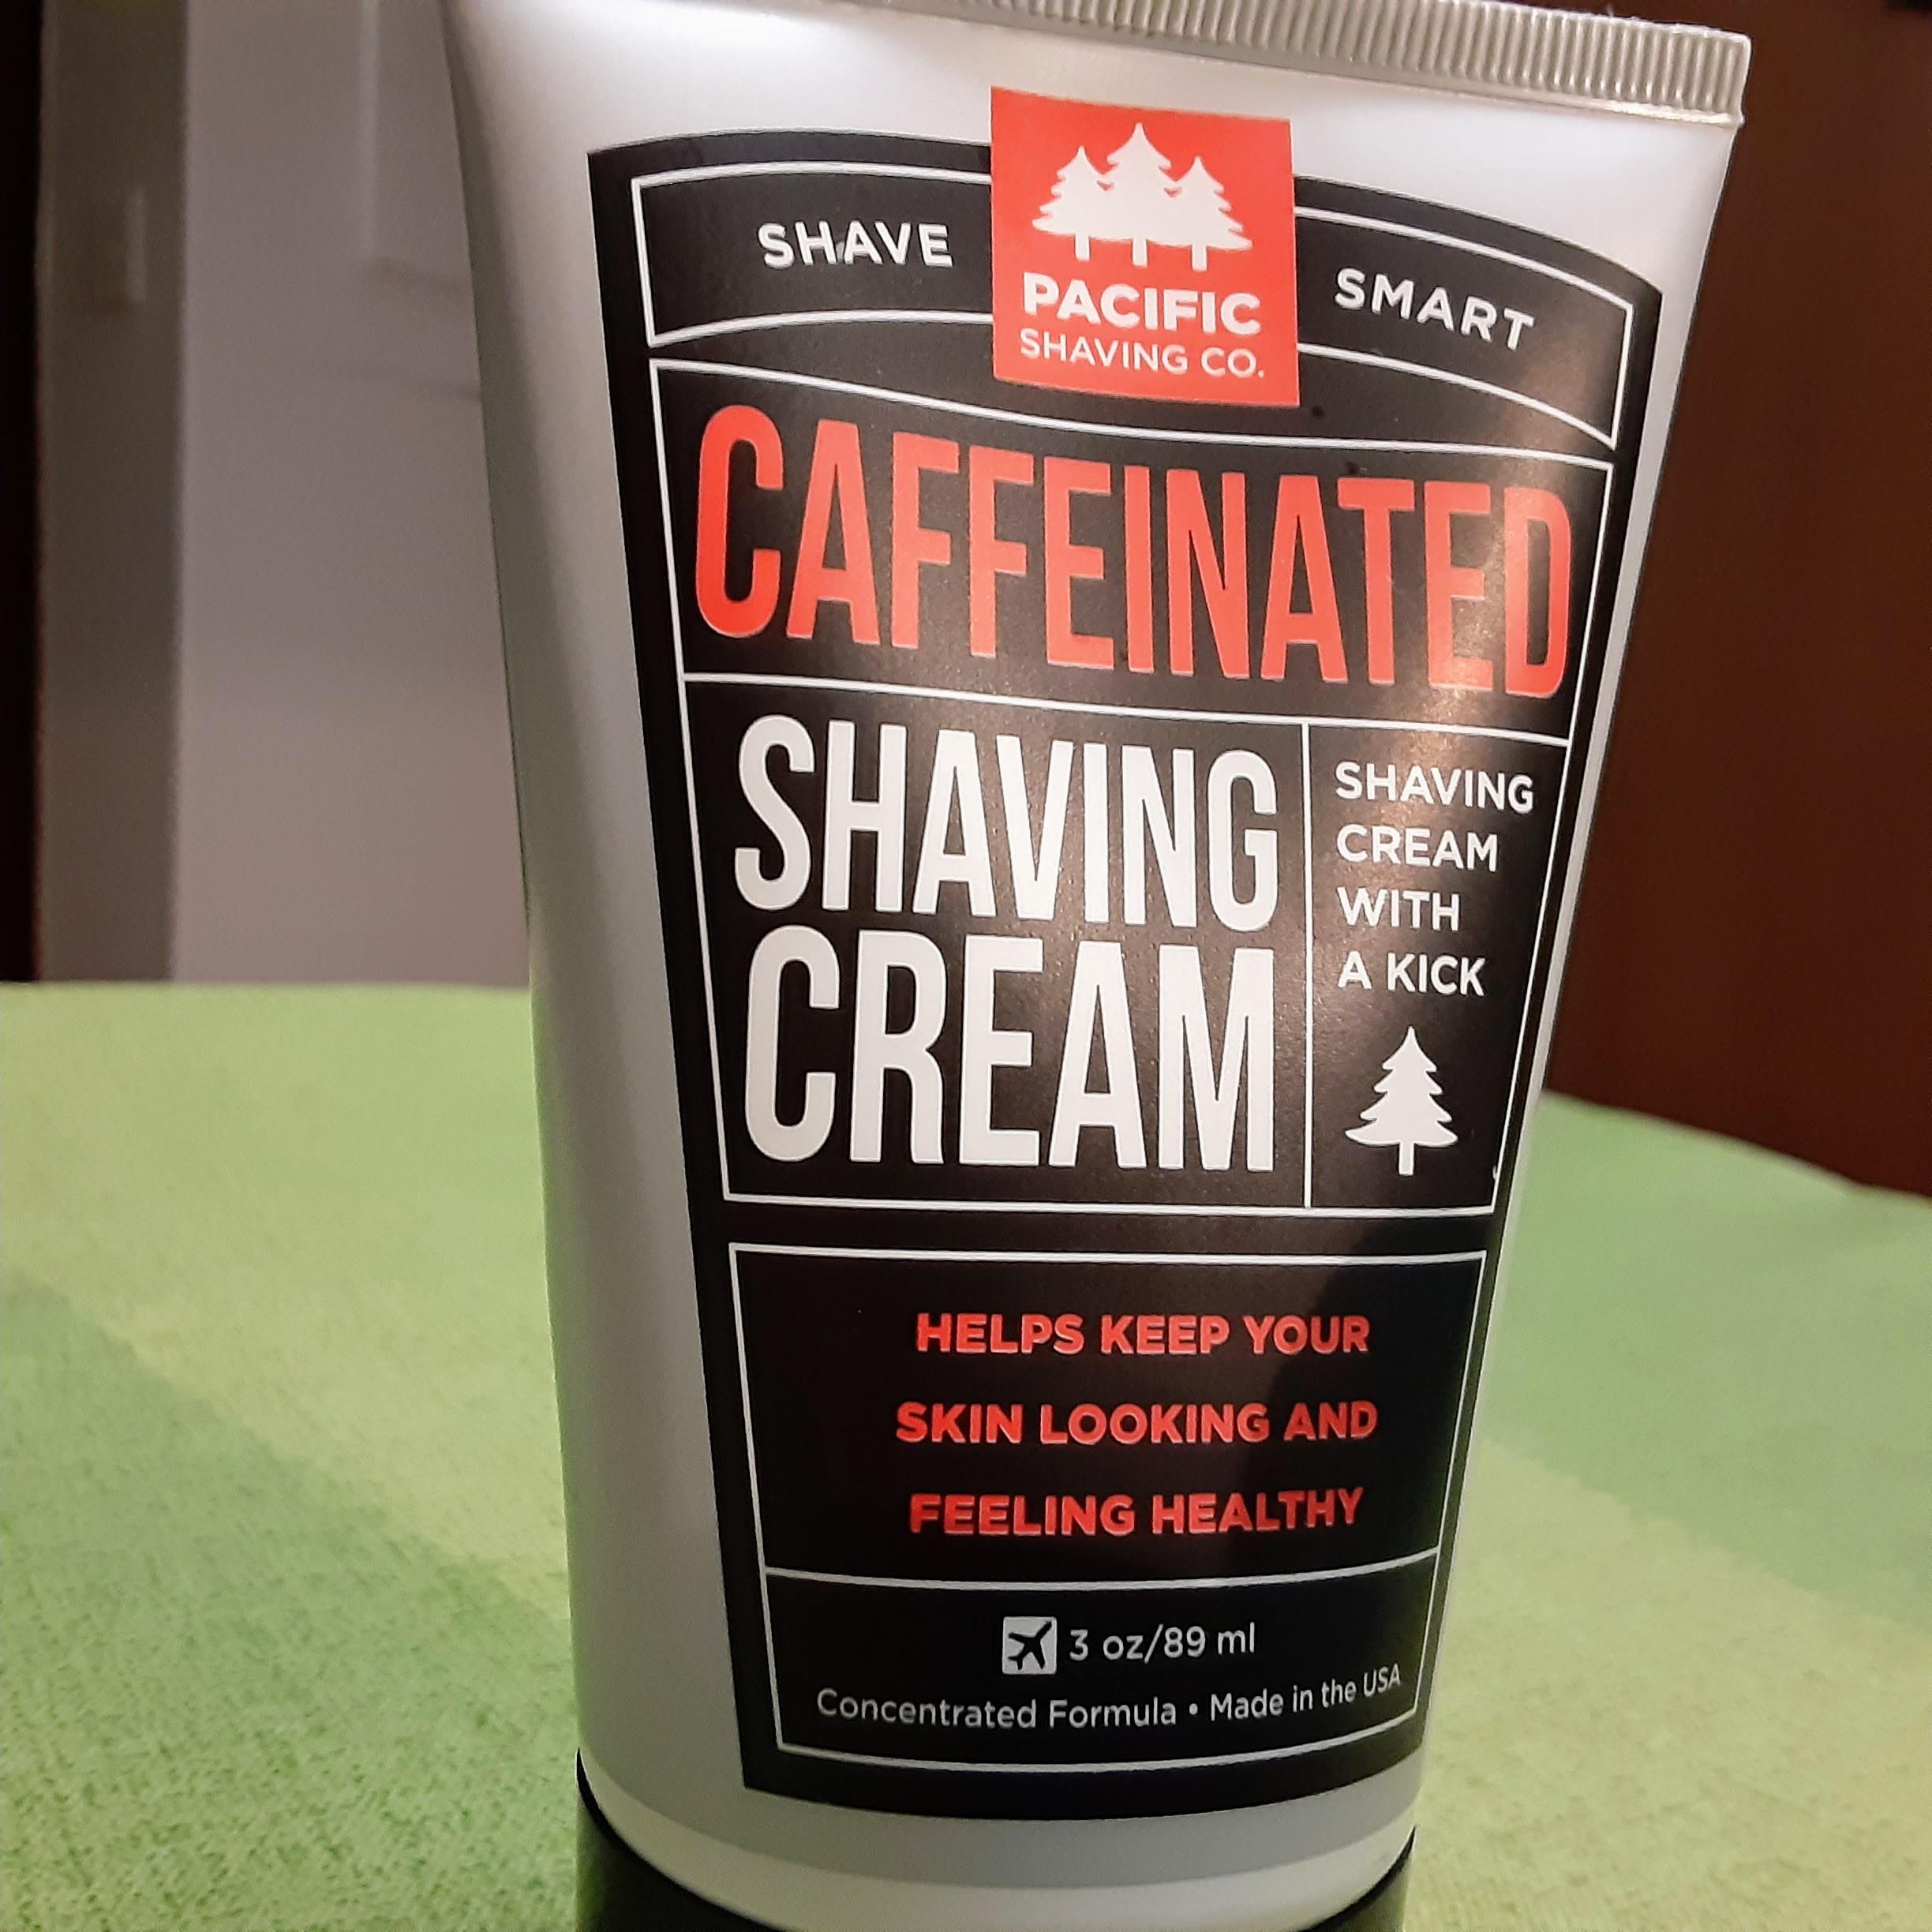 SHAVE
PACIFIC
SHAVING CO.
SMART
CAFFEINATED
SHAVING
CREAM
SHAVING
CREAM
WITH
A KICK
HELPS KEEP YOUR
SKIN LOOKING AND
FEELING HEALTHY
3 oz/89 ml
Concentrated Formula • Made in the USA